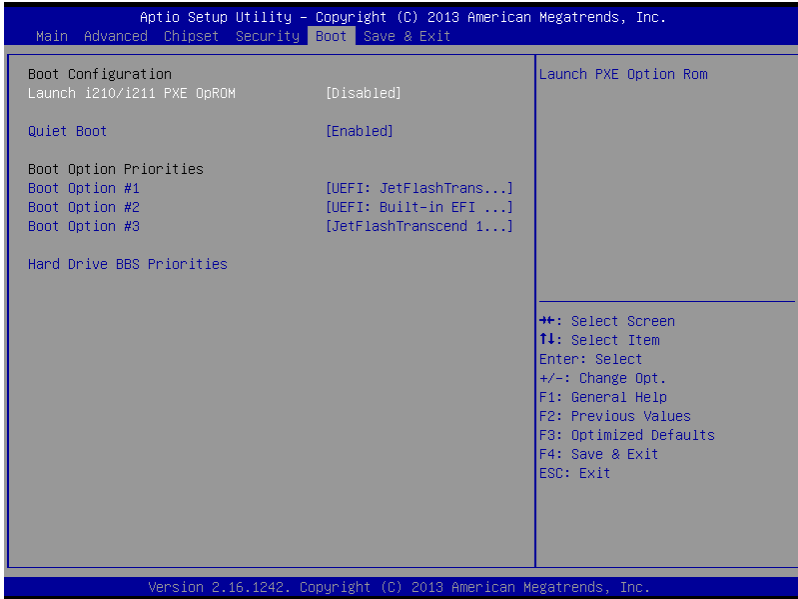 Aptio Setup Utility – Copyright (C) 2013 American Megatrends, Inc.
Main Advanced Chipset Security Boot Save & Exit
Boot Configuration
Launch i210/i211 PXE OpROM [Disabled]
Quiet Boot [Enabled]
Boot Option Priorities
Boot Option #1 [UEFI: JetFlashTrans...]
Boot Option #2 [UEFI: Built-in EFI ...]
Boot Option #3 [JetFlashTranscend 1...]
Hard Drive BBS Priorities
Launch PXE Option Rom
→←: Select Screen
↑↓: Select Item
Enter: Select
+/-: Change Opt.
F1: General Help
F2: Previous Values
F3: Optimized Defaults
F4: Save & Exit
ESC: Exit
Version 2.16.1242. Copyright (C) 2013 American Megatrends, Inc.